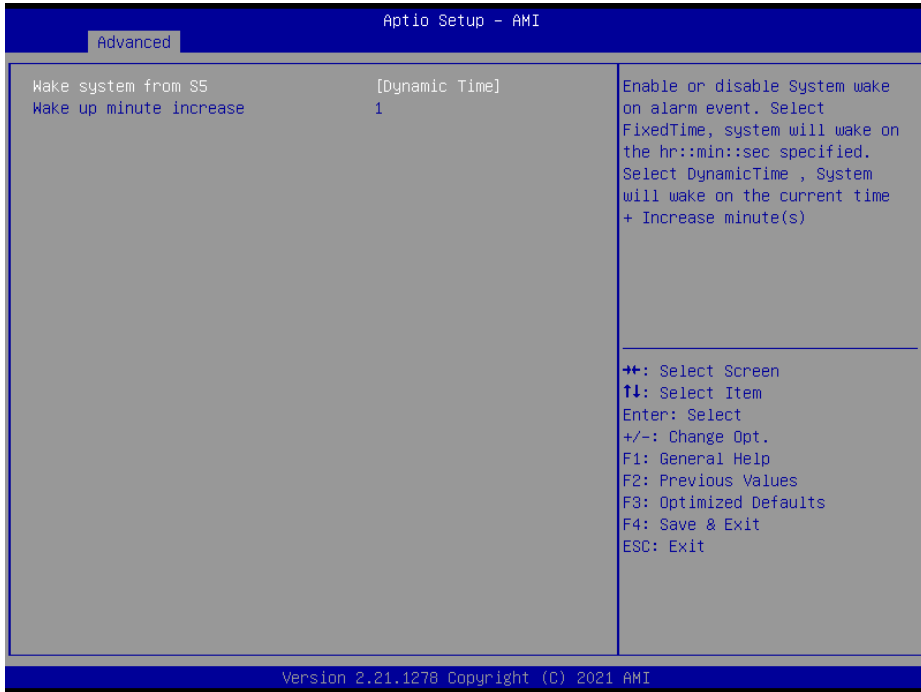 Aptio Setup – AMI
Advanced
Wake system from S5 [Dynamic Time]
Wake up minute increase 1
Enable or disable System wake
on alarm event. Select
FixedTime, system will wake on
the hr::min::sec specified.
Select DynamicTime , System
will wake on the current time
+ Increase minute(s)
→←: Select Screen
↑↓: Select Item
Enter: Select
+/-: Change Opt.
F1: General Help
F2: Previous Values
F3: Optimized Defaults
F4: Save & Exit
ESC: Exit
Version 2.21.1278 Copyright (C) 2021 AMI